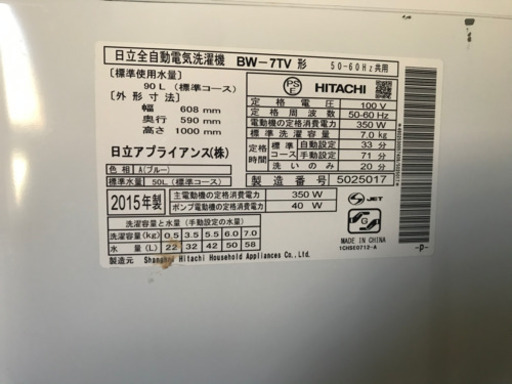 日立全自動電気洗濯機 BW-7TV 形 50-60Hz共用
[標準使用水量]
90L (標準コース)
[外形寸法]
幅 608 mm
奥行 590 mm
高さ 1000 mm
日立アプライアンス(株)
色相 A(ブルー)
標準水量 50L (標準コース)
PS E HITACHI
定格電圧 100 V
定格周波数 50-60 Hz
電動機の定格消費電力 350 W
標準洗濯容量 7.0 kg
定格時間 標準コース 自動設定 33 分
手動設定 71 分
洗いのみ 20 分
製造番号 5025017
2015年製
主電動機の定格消費電力 350 W
ポンプ電動機の定格消費電力 40 W
洗濯容量と水量 (手動設定の水量)
洗濯容量(kg) 0.5 3.5 5.5 6.0 7.0
水量 (L) 22 32 42 50 58
製造元 Shanghai Hitachi Household Appliances Co., Ltd.
JET
MADE IN CHINA
1CHSE0712-A
-p-